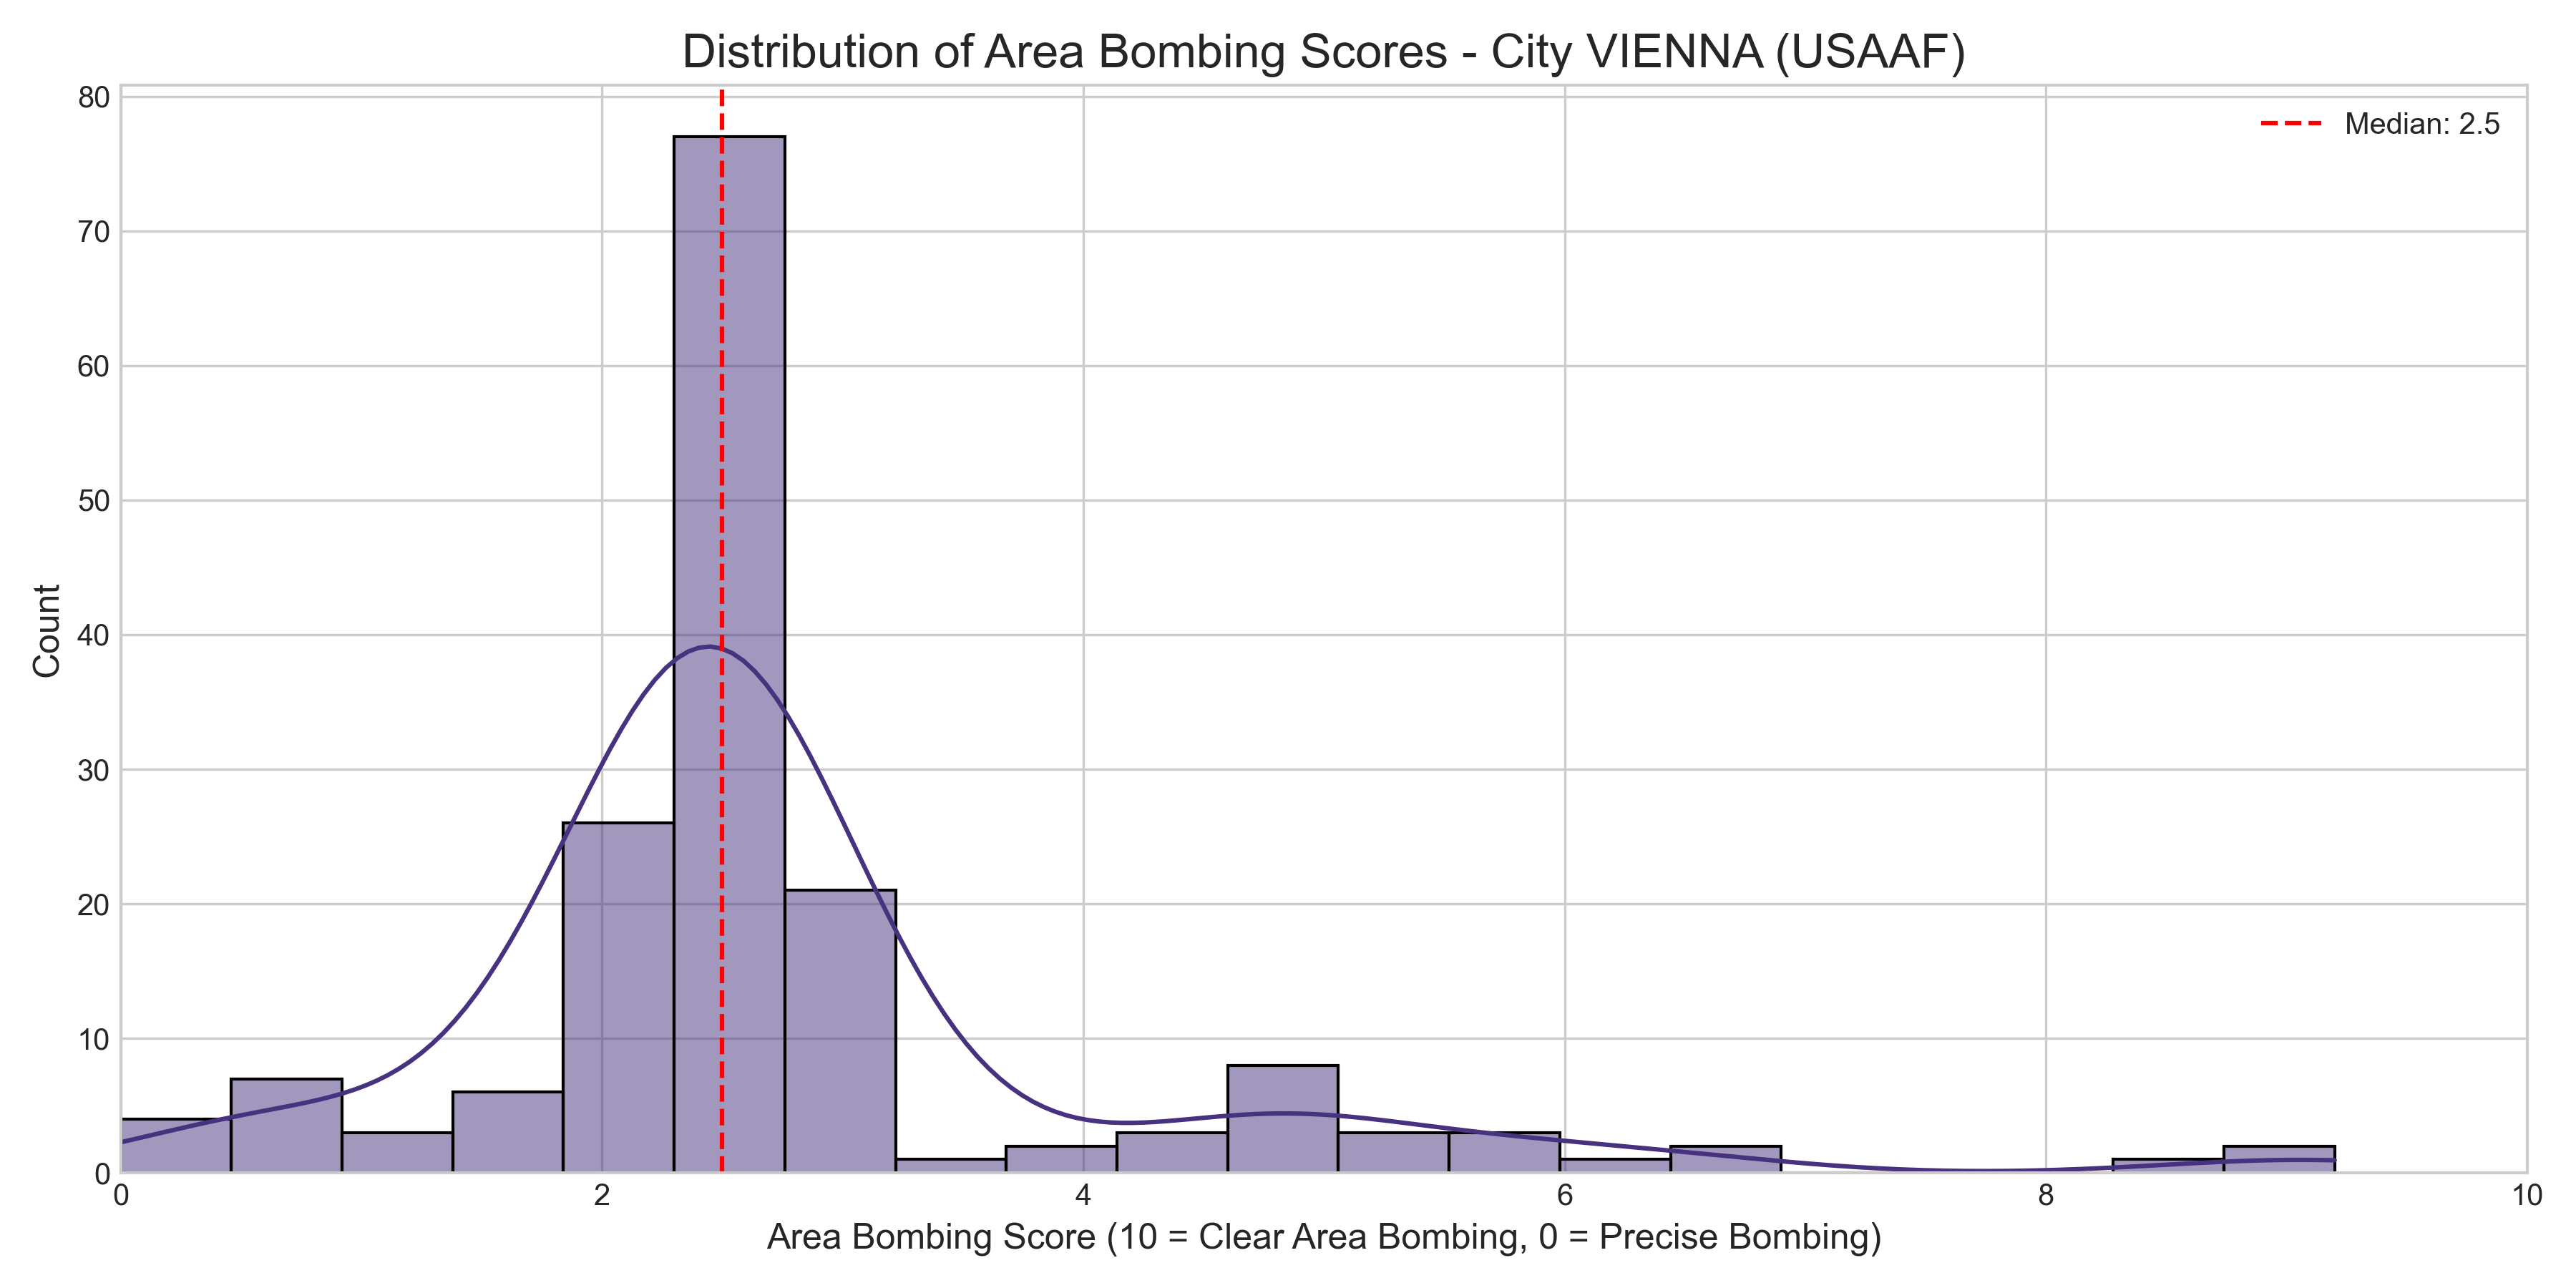 Distribution of Area Bombing Scores - City VIENNA (USAAF)
Median: 2.5
Count
80
70
60
50
40
30
20
10
0
0 2 4 6 8 10
Area Bombing Score (10 = Clear Area Bombing, 0 = Precise Bombing)